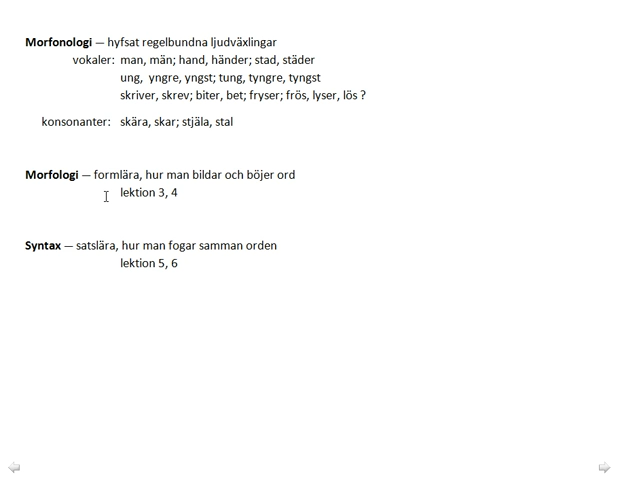 Morfonologi — hyfsat regelbundna ljudväxlingar
vokaler: man, män; hand, händer; stad, städer
ung, yngre, yngst; tung, tyngre, tyngst
skriver, skrev; biter, bet; fryser; frös, lyser, lös ?
konsonanter: skära, skar; stjäla, stal
Morfologi — formlära, hur man bildar och böjer ord
lektion 3, 4
Syntax — satslära, hur man fogar samman orden
lektion 5, 6